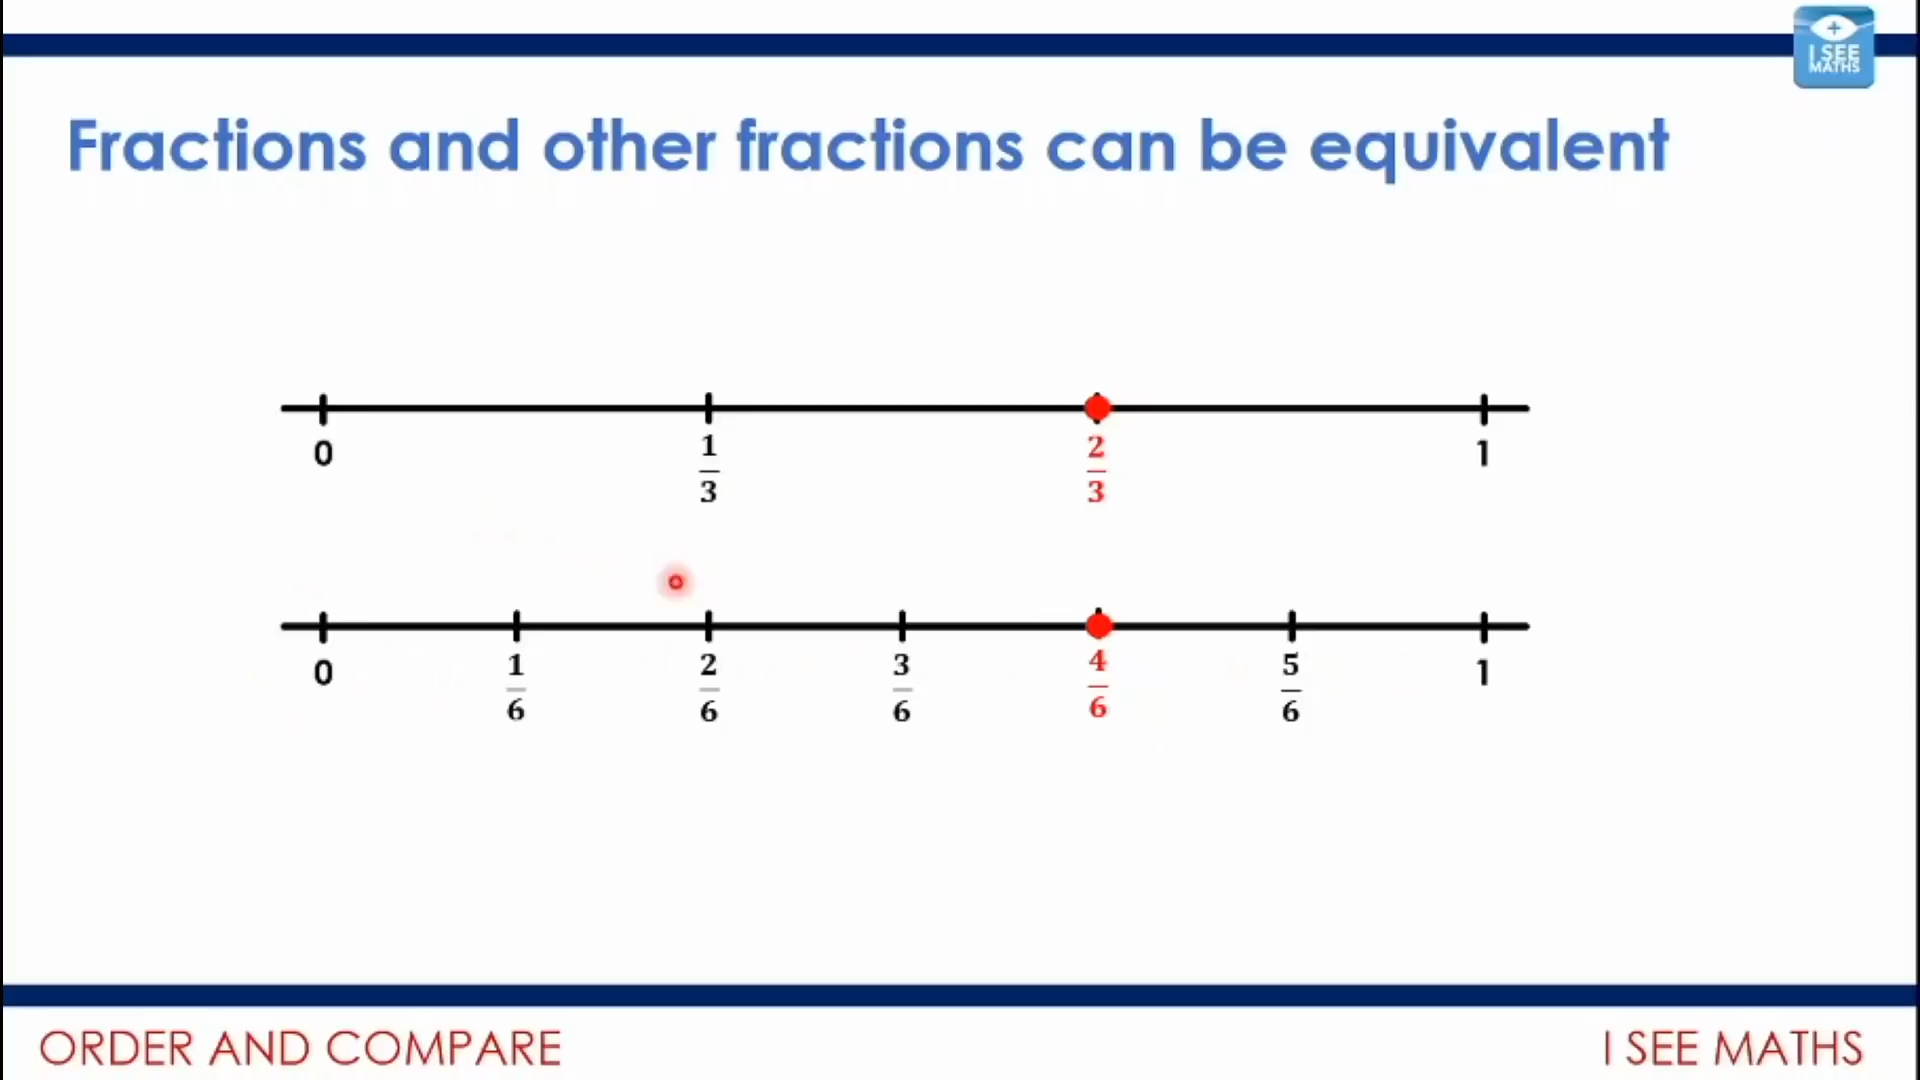 I SEE
MATHS
Fractions and other fractions can be equivalent
0 1/3 2/3 1
0 1/6 2/6 3/6 4/6 5/6 1
ORDER AND COMPARE
I SEE MATHS